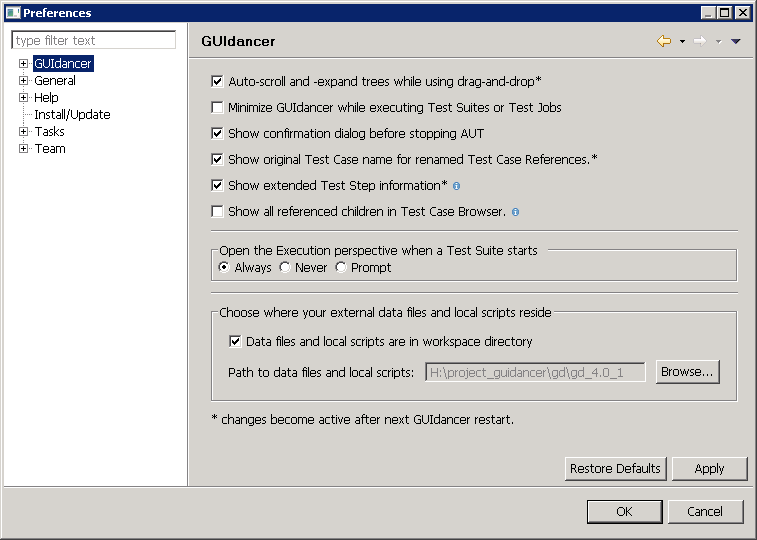 Preferences
type filter text
GUIdancer
General
Help
Install/Update
Tasks
Team
GUIdancer
Auto-scroll and -expand trees while using drag-and-drop*
Minimize GUIdancer while executing Test Suites or Test Jobs
Show confirmation dialog before stopping AUT
Show original Test Case name for renamed Test Case References.*
Show extended Test Step information*
Show all referenced children in Test Case Browser.
Open the Execution perspective when a Test Suite starts
Always Never Prompt
Choose where your external data files and local scripts reside
Data files and local scripts are in workspace directory
Path to data files and local scripts: H:\project_guidancer\gd\gd_4.0_1 Browse...
* changes become active after next GUIdancer restart.
Restore Defaults Apply
OK Cancel